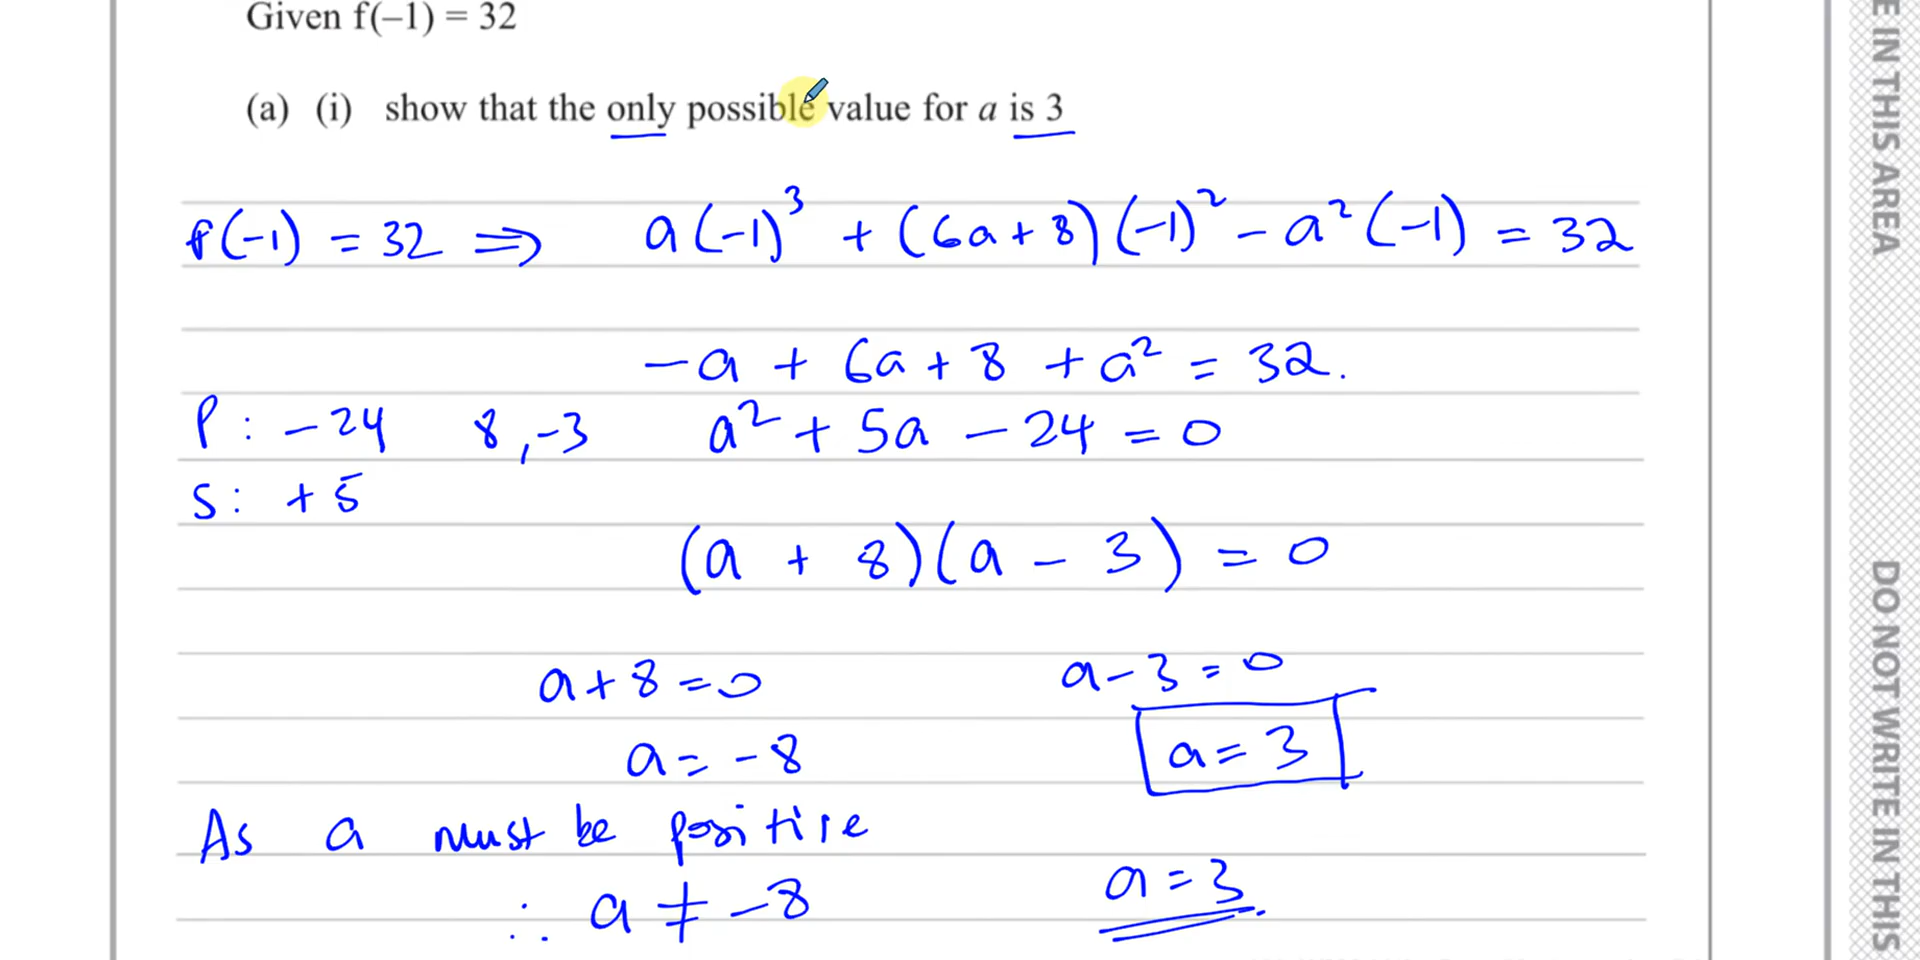 Given f(–1) = 32
(a) (i) show that the only possible value for a is 3
f(-1) = 32 ⇒ a(-1)³ + (6a+8)(-1)² - a²(-1) = 32
-a + 6a + 8 + a² = 32.
P: -24 8, -3 a² + 5a - 24 = 0
S: +5
(a + 8)(a - 3) = 0
a + 8 = 0 a - 3 = 0
a = -8 a = 3
As a must be positive
∴ a ≠ -8 a = 3
E IN THIS AREA
DO NOT WRITE IN THIS